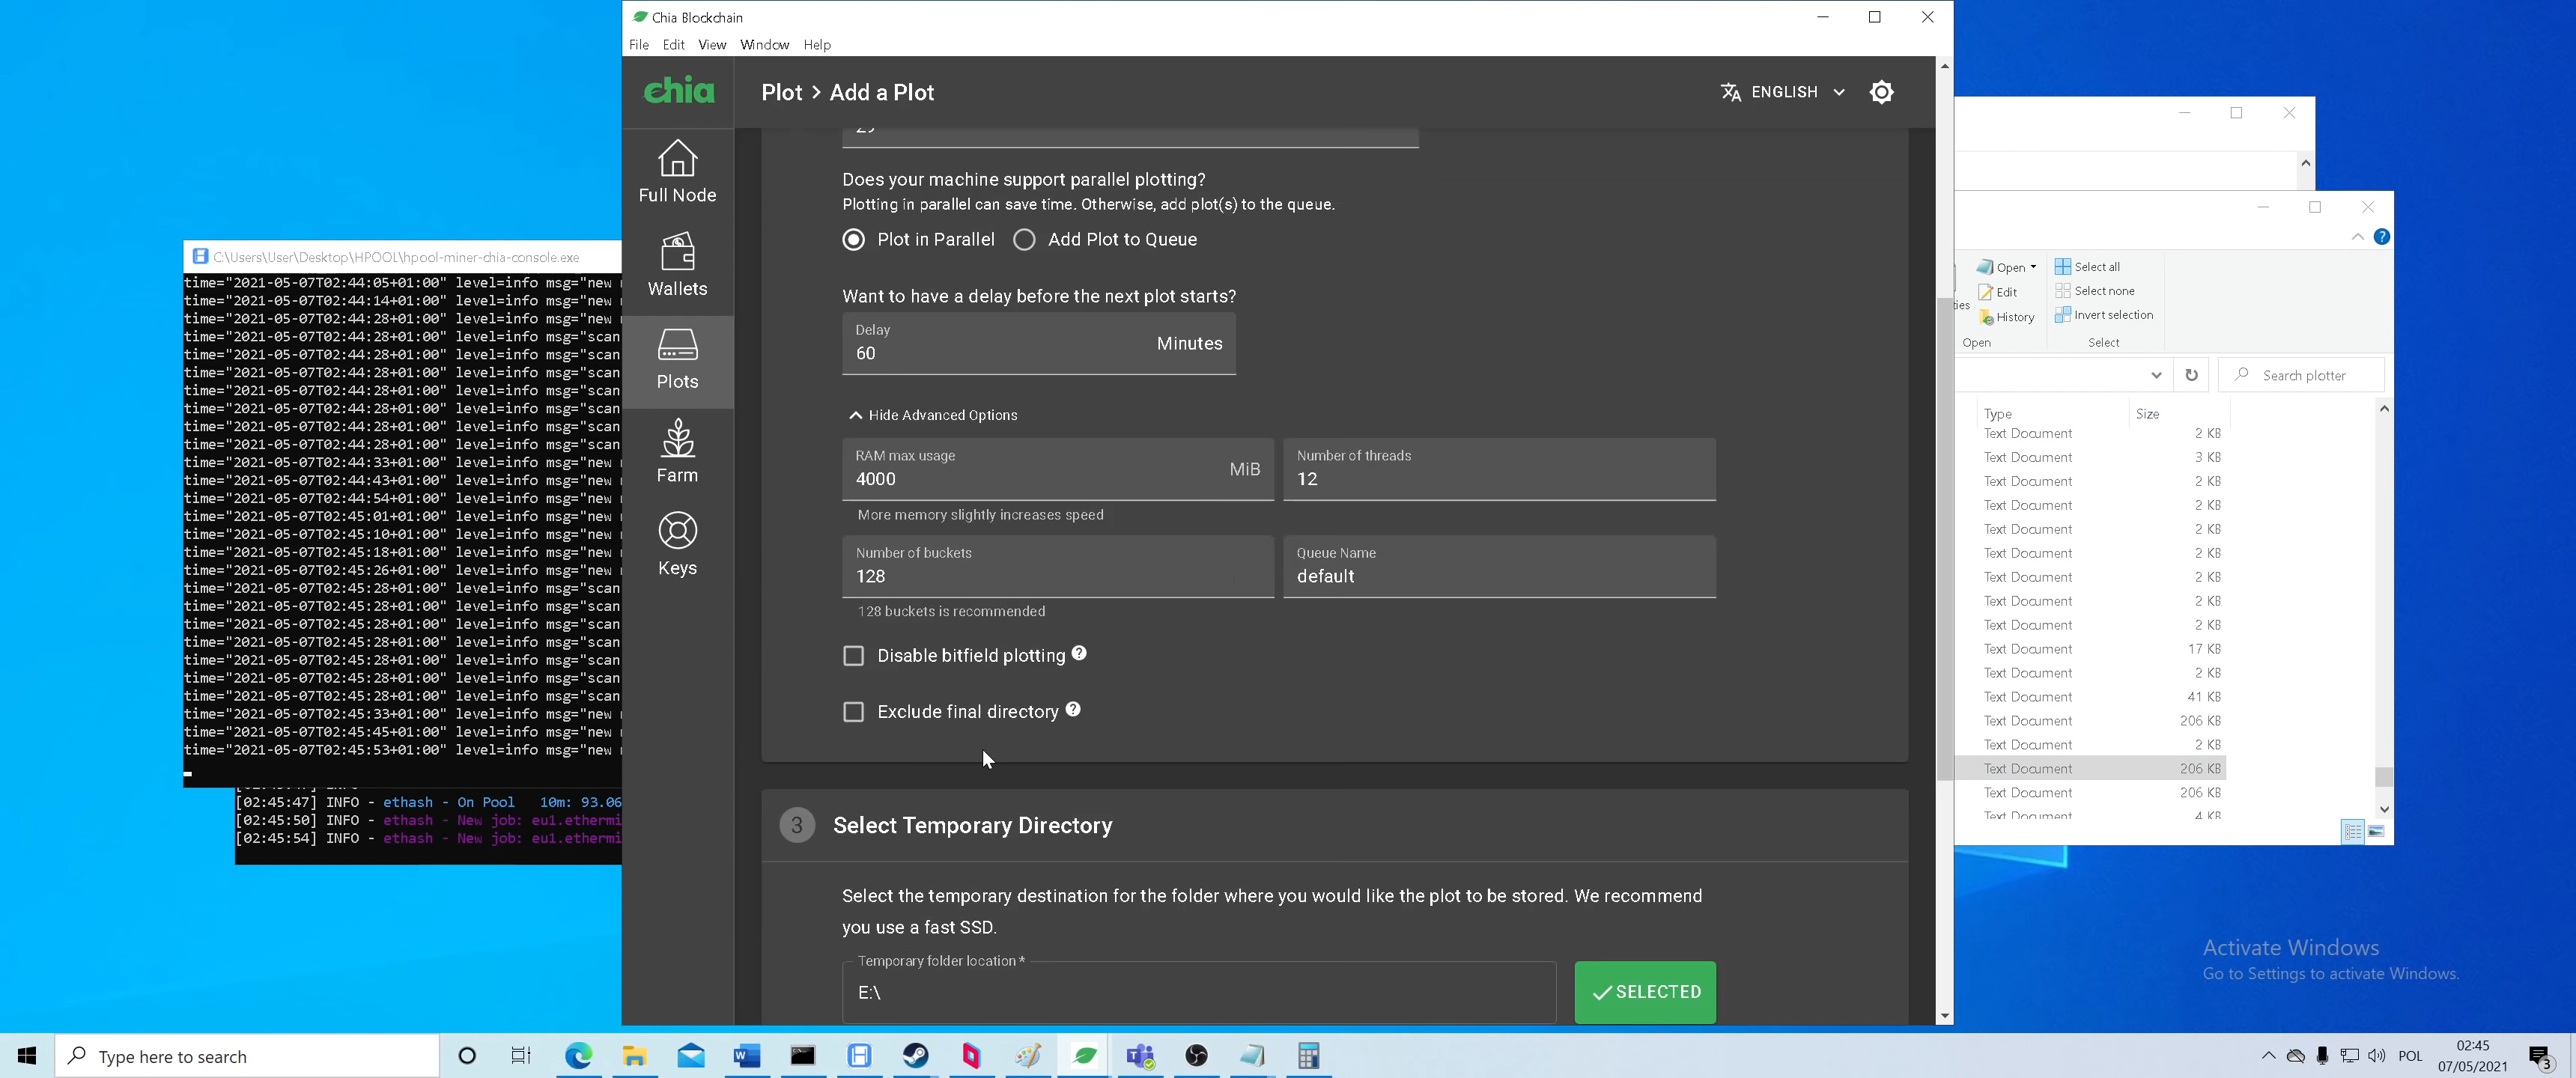 Chia Blockchain
File Edit View Window Help
chia
Plot > Add a Plot
ENGLISH
Full Node
Wallets
Plots
Farm
Keys
Does your machine support parallel plotting?
Plotting in parallel can save time. Otherwise, add plot(s) to the queue.
Plot in Parallel
Add Plot to Queue
Want to have a delay before the next plot starts?
Delay
60
Minutes
Hide Advanced Options
RAM max usage
4000
MiB
Number of threads
12
More memory slightly increases speed
Number of buckets
128
Queue Name
default
128 buckets is recommended
Disable bitfield plotting
Exclude final directory
3
Select Temporary Directory
Select the temporary destination for the folder where you would like the plot to be stored. We recommend
you use a fast SSD.
Temporary folder location *
E:\
SELECTED
C:\Users\User\Desktop\HPOOL\hpool-miner-chia-console.exe
time="2021-05-07T02:44:05+01:00" level=info msg="new
time="2021-05-07T02:44:14+01:00" level=info msg="new
time="2021-05-07T02:44:28+01:00" level=info msg="new
time="2021-05-07T02:44:28+01:00" level=info msg="scan
time="2021-05-07T02:44:28+01:00" level=info msg="scan
time="2021-05-07T02:44:28+01:00" level=info msg="scan
time="2021-05-07T02:44:28+01:00" level=info msg="scan
time="2021-05-07T02:44:28+01:00" level=info msg="scan
time="2021-05-07T02:44:28+01:00" level=info msg="scan
time="2021-05-07T02:44:28+01:00" level=info msg="scan
time="2021-05-07T02:44:33+01:00" level=info msg="new
time="2021-05-07T02:44:43+01:00" level=info msg="new
time="2021-05-07T02:44:54+01:00" level=info msg="new
time="2021-05-07T02:45:01+01:00" level=info msg="new
time="2021-05-07T02:45:10+01:00" level=info msg="new
time="2021-05-07T02:45:18+01:00" level=info msg="new
time="2021-05-07T02:45:26+01:00" level=info msg="new
time="2021-05-07T02:45:28+01:00" level=info msg="scan
time="2021-05-07T02:45:28+01:00" level=info msg="scan
time="2021-05-07T02:45:28+01:00" level=info msg="scan
time="2021-05-07T02:45:28+01:00" level=info msg="scan
time="2021-05-07T02:45:28+01:00" level=info msg="scan
time="2021-05-07T02:45:28+01:00" level=info msg="scan
time="2021-05-07T02:45:28+01:00" level=info msg="scan
time="2021-05-07T02:45:33+01:00" level=info msg="new
time="2021-05-07T02:45:45+01:00" level=info msg="new
time="2021-05-07T02:45:53+01:00" level=info msg="new
[02:45:47] INFO - ethash - On Pool 10m: 93.06
[02:45:50] INFO - ethash - New job: eu1.ethermi
[02:45:54] INFO - ethash - New job: eu1.ethermi
Open
Edit
History
Open
Select all
Select none
Invert selection
Select
Search plotter
Type Size
Text Document 2 KB
Text Document 3 KB
Text Document 2 KB
Text Document 2 KB
Text Document 2 KB
Text Document 2 KB
Text Document 2 KB
Text Document 2 KB
Text Document 2 KB
Text Document 17 KB
Text Document 2 KB
Text Document 41 KB
Text Document 206 KB
Text Document 2 KB
Text Document 206 KB
Text Document 206 KB
Text Document 4 KB
Activate Windows
Go to Settings to activate Windows.
Type here to search
POL
02:45
07/05/2021
3